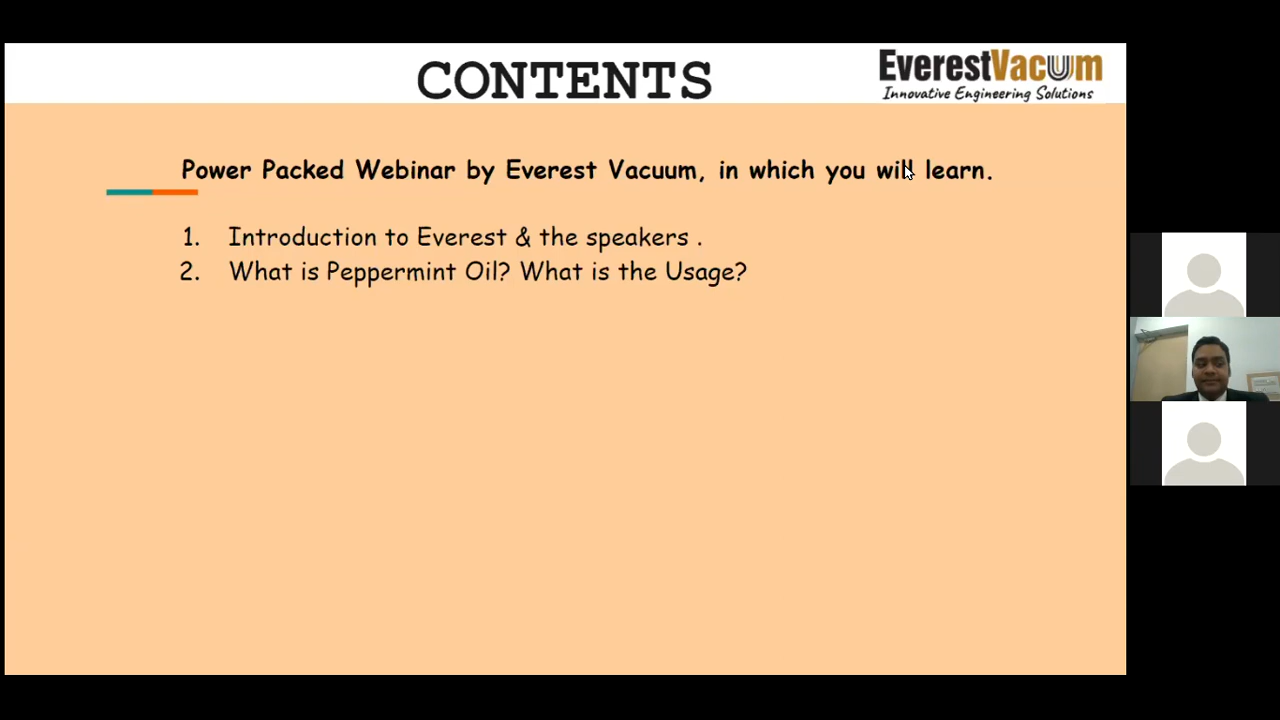 CONTENTS
EverestVacuum
Innovative Engineering Solutions
Power Packed Webinar by Everest Vacuum, in which you will learn.
1. Introduction to Everest & the speakers .
2. What is Peppermint Oil? What is the Usage?